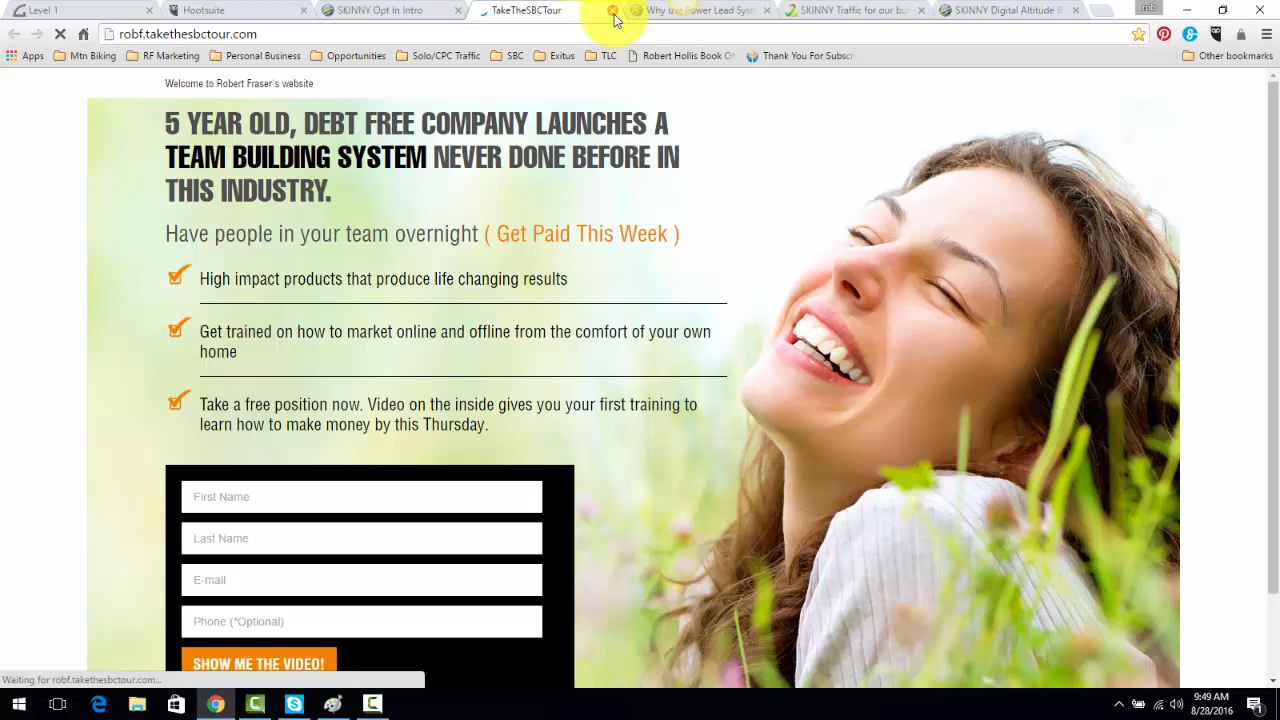 Level 1
Hootsuite
SKINNY Opt In Intro
TakeTheSBCTour
Why use Power Lead Syst
SKINNY Traffic for our bus
SKINNY Digital Altitude B
rob
robf.takethesbctour.com
Apps
Mtn Biking
RF Marketing
Personal Business
Opportunities
Solo/CPC Traffic
SBC
Exitus
TLC
Robert Hollis Book Of
Thank You For Subscr
Other bookmarks
Welcome to Robert Fraser's website
5 YEAR OLD, DEBT FREE COMPANY LAUNCHES A
TEAM BUILDING SYSTEM NEVER DONE BEFORE IN
THIS INDUSTRY.
Have people in your team overnight ( Get Paid This Week )
High impact products that produce life changing results
Get trained on how to market online and offline from the comfort of your own
home
Take a free position now. Video on the inside gives you your first training to
learn how to make money by this Thursday.
First Name
Last Name
E-mail
Phone (*Optional)
SHOW ME THE VIDEO!
Waiting for robf.takethesbctour.com...
9:49 AM
8/28/2016